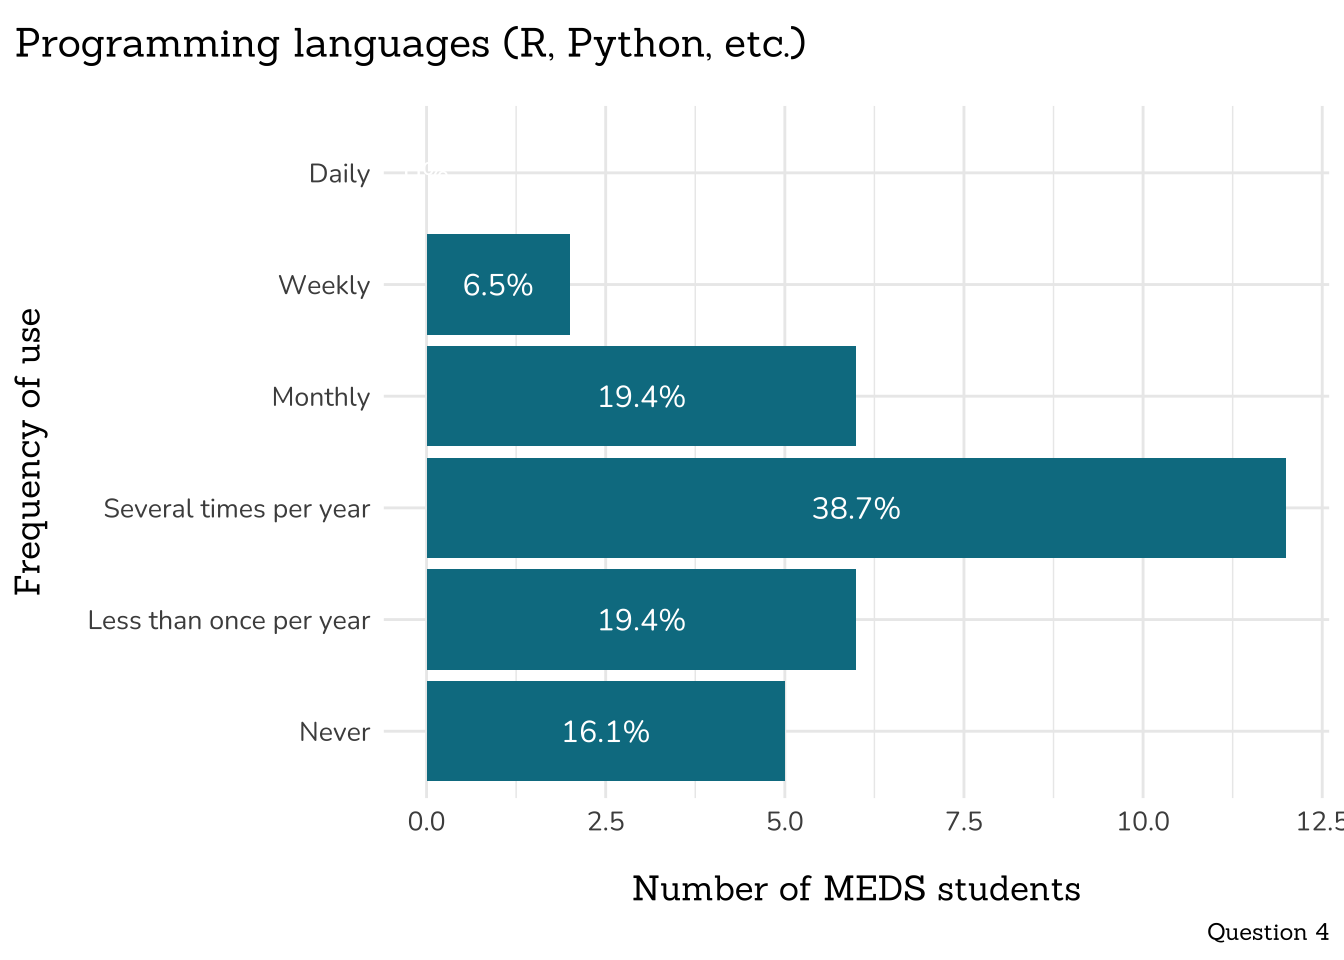 Programming languages (R, Python, etc.)
Daily
Weekly
6.5%
Monthly
19.4%
Several times per year
38.7%
Less than once per year
19.4%
Never
16.1%
0.0 2.5 5.0 7.5 10.0 12.5
Frequency of use
Number of MEDS students
Question 4